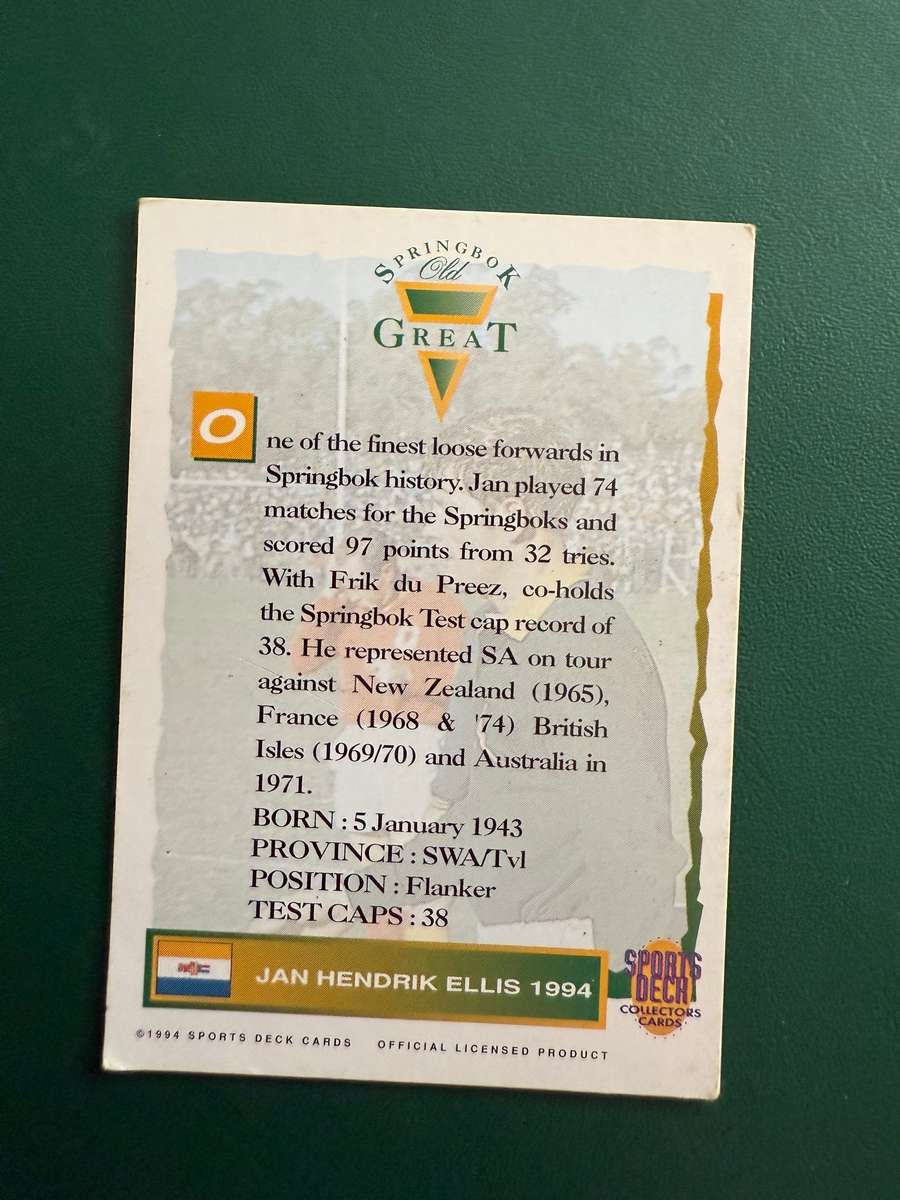 SPRINGBOK
Old
GREAT
One of the finest loose forwards in
Springbok history. Jan played 74
matches for the Springboks and
scored 97 points from 32 tries.
With Frik du Preez, co-holds
the Springbok Test cap record of
38. He represented SA on tour
against New Zealand (1965),
France (1968 & '74) British
Isles (1969/70) and Australia in
1971.
BORN : 5 January 1943
PROVINCE : SWA/Tvl
POSITION : Flanker
TEST CAPS : 38
JAN HENDRIK ELLIS 1994
SPORTS
DECK
COLLECTORS
CARDS
©1994 SPORTS DECK CARDS OFFICIAL LICENSED PRODUCT